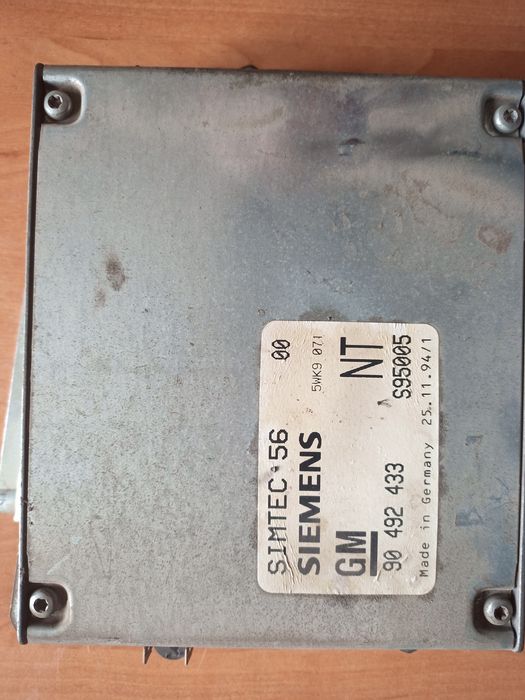 SIMTEC 56 00
SIEMENS 5WK9 071
GM NT
90 492 433 S95005
Made in Germany 25.11.94/1